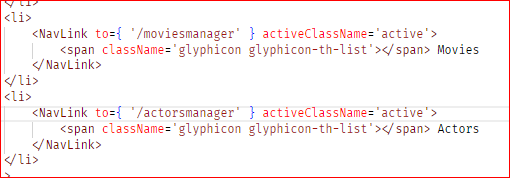 </li>
<li>
<NavLink to={ '/moviesmanager' } activeClassName='active'>
<span className='glyphicon glyphicon-th-list'></span> Movies
</NavLink>
</li>
<li>
<NavLink to={ '/actorsmanager' } activeClassName='active'>
<span className='glyphicon glyphicon-th-list'></span> Actors
</NavLink>
</li>